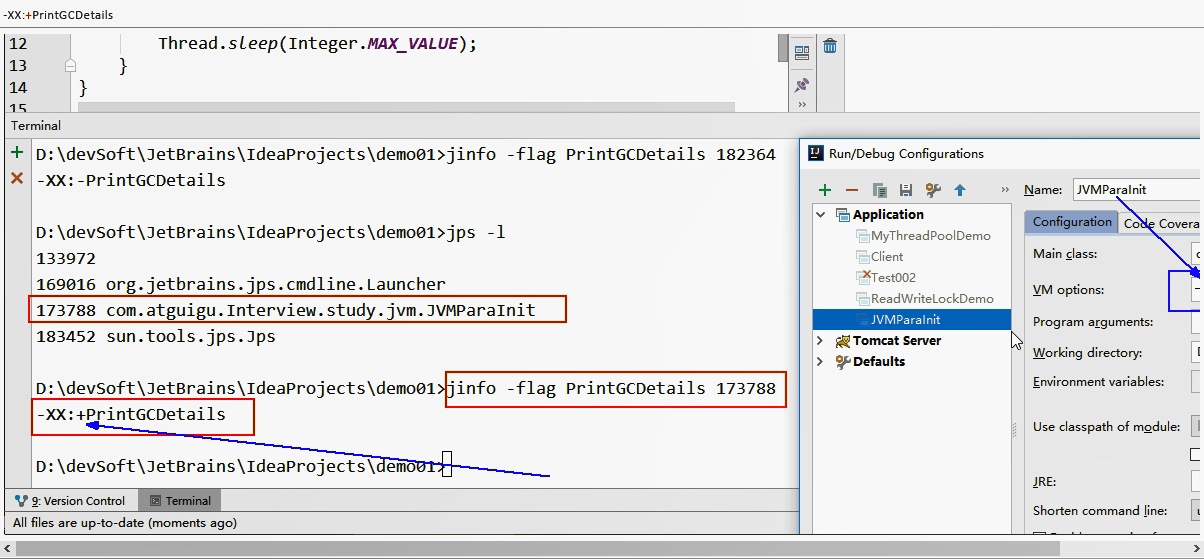 -XX:+PrintGCDetails
12 Thread.sleep(Integer.MAX_VALUE);
13 }
14 }
15
Terminal
D:\devSoft\JetBrains\IdeaProjects\demo01>jinfo -flag PrintGCDetails 182364
-XX:-PrintGCDetails
D:\devSoft\JetBrains\IdeaProjects\demo01>jps -l
133972
169016 org.jetbrains.jps.cmdline.Launcher
173788 com.atguigu.Interview.study.jvm.JVMParaInit
183452 sun.tools.jps.Jps
D:\devSoft\JetBrains\IdeaProjects\demo01>jinfo -flag PrintGCDetails 173788
-XX:+PrintGCDetails
D:\devSoft\JetBrains\IdeaProjects\demo01>
9: Version Control
Terminal
All files are up-to-date (moments ago)
Run/Debug Configurations
Name: JVMParaInit
Application
MyThreadPoolDemo
Client
Test002
ReadWriteLockDemo
JVMParaInit
Tomcat Server
Defaults
Configuration
Code Covera
Main class:
VM options:
Program arguments:
Working directory:
Environment variables:
Use classpath of module:
JRE:
Shorten command line: